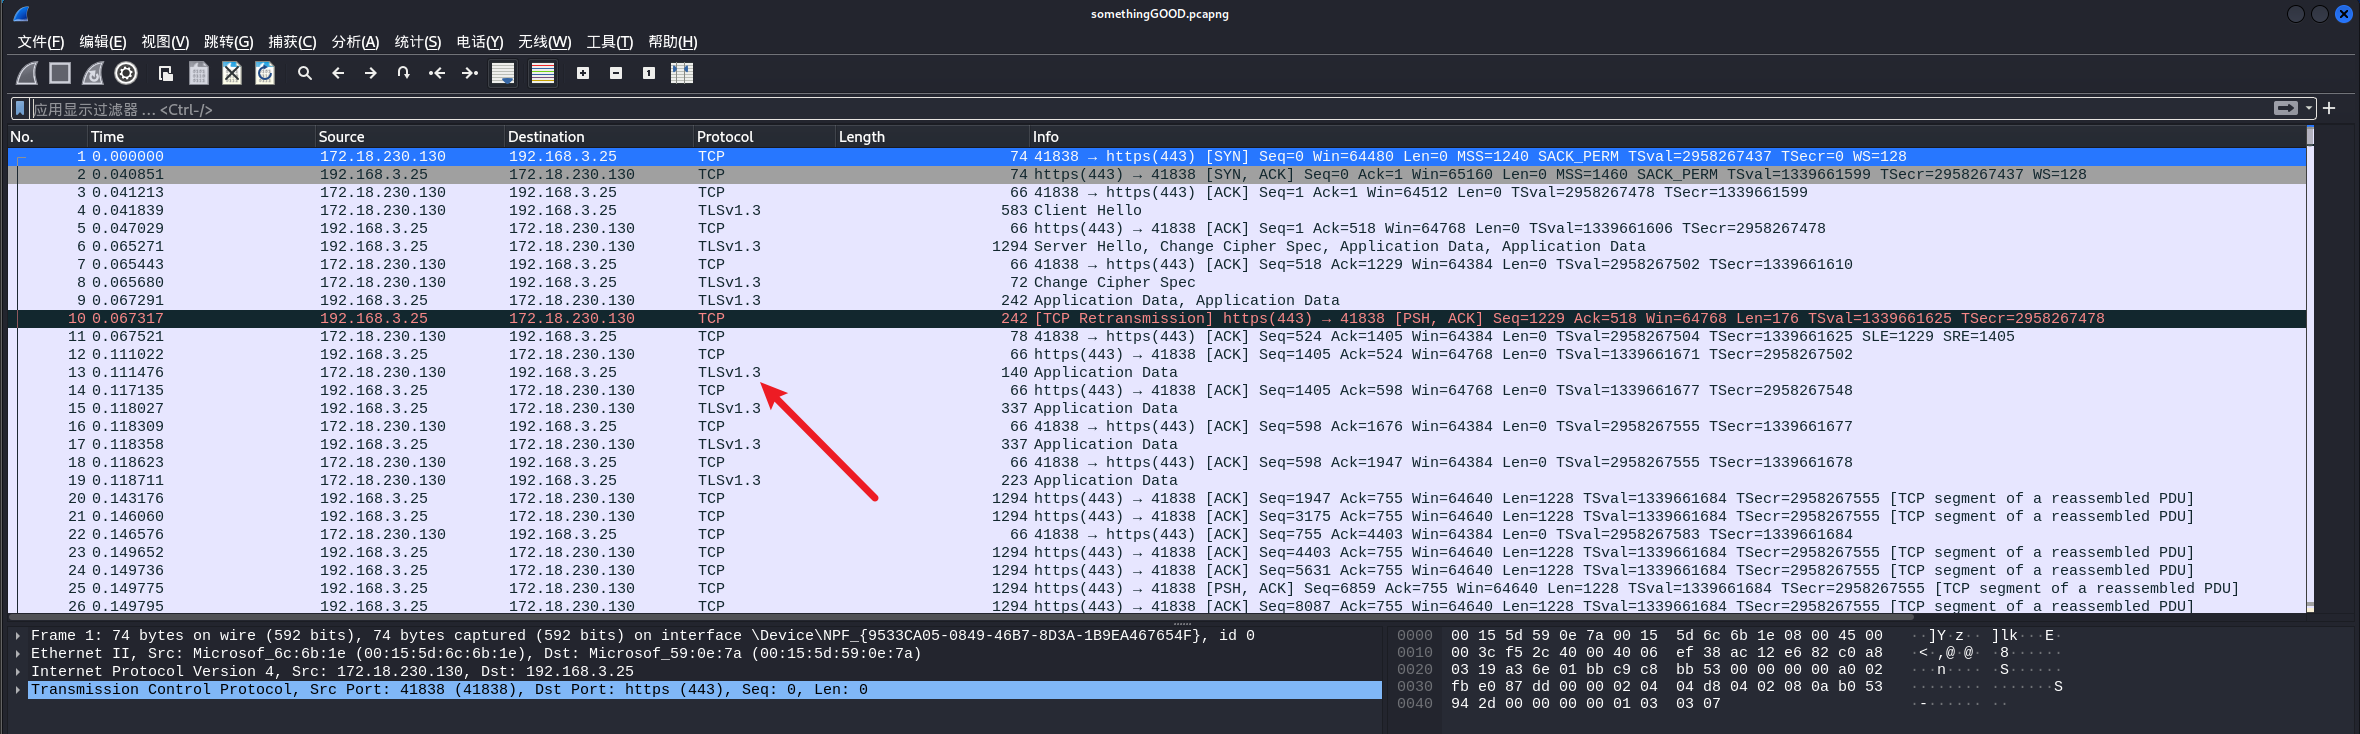 somethingGOOD.pcapng
文件(F) 编辑(E) 视图(V) 跳转(G) 捕获(C) 分析(A) 统计(S) 电话(Y) 无线(W) 工具(T) 帮助(H)
应用显示过滤器 … <Ctrl-/>
No. Time Source Destination Protocol Length Info
1 0.000000 172.18.230.130 192.168.3.25 TCP 74 41838 → https(443) [SYN] Seq=0 Win=64480 Len=0 MSS=1240 SACK_PERM TSval=2958267437 TSecr=0 WS=128
2 0.040851 192.168.3.25 172.18.230.130 TCP 74 https(443) → 41838 [SYN, ACK] Seq=0 Ack=1 Win=65160 Len=0 MSS=1460 SACK_PERM TSval=1339661599 TSecr=2958267437 WS=128
3 0.041213 172.18.230.130 192.168.3.25 TCP 66 41838 → https(443) [ACK] Seq=1 Ack=1 Win=64512 Len=0 TSval=2958267478 TSecr=1339661599
4 0.041839 172.18.230.130 192.168.3.25 TLSv1.3 583 Client Hello
5 0.047029 192.168.3.25 172.18.230.130 TCP 66 https(443) → 41838 [ACK] Seq=1 Ack=518 Win=64768 Len=0 TSval=1339661606 TSecr=2958267478
6 0.065271 192.168.3.25 172.18.230.130 TLSv1.3 1294 Server Hello, Change Cipher Spec, Application Data, Application Data
7 0.065443 172.18.230.130 192.168.3.25 TCP 66 41838 → https(443) [ACK] Seq=518 Ack=1229 Win=64384 Len=0 TSval=2958267502 TSecr=1339661610
8 0.065680 172.18.230.130 192.168.3.25 TLSv1.3 72 Change Cipher Spec
9 0.067291 192.168.3.25 172.18.230.130 TLSv1.3 242 Application Data, Application Data
10 0.067317 192.168.3.25 172.18.230.130 TCP 242 [TCP Retransmission] https(443) → 41838 [PSH, ACK] Seq=1229 Ack=518 Win=64768 Len=176 TSval=1339661625 TSecr=2958267478
11 0.067521 172.18.230.130 192.168.3.25 TCP 78 41838 → https(443) [ACK] Seq=524 Ack=1405 Win=64384 Len=0 TSval=2958267504 TSecr=1339661625 SLE=1229 SRE=1405
12 0.111022 192.168.3.25 172.18.230.130 TCP 66 https(443) → 41838 [ACK] Seq=1405 Ack=524 Win=64768 Len=0 TSval=1339661671 TSecr=2958267502
13 0.111476 172.18.230.130 192.168.3.25 TLSv1.3 140 Application Data
14 0.117135 192.168.3.25 172.18.230.130 TCP 66 https(443) → 41838 [ACK] Seq=1405 Ack=598 Win=64768 Len=0 TSval=1339661677 TSecr=2958267548
15 0.118027 192.168.3.25 172.18.230.130 TLSv1.3 337 Application Data
16 0.118309 172.18.230.130 192.168.3.25 TCP 66 41838 → https(443) [ACK] Seq=598 Ack=1676 Win=64384 Len=0 TSval=2958267555 TSecr=1339661677
17 0.118358 192.168.3.25 172.18.230.130 TLSv1.3 337 Application Data
18 0.118623 172.18.230.130 192.168.3.25 TCP 66 41838 → https(443) [ACK] Seq=598 Ack=1947 Win=64384 Len=0 TSval=2958267555 TSecr=1339661678
19 0.118711 172.18.230.130 192.168.3.25 TLSv1.3 223 Application Data
20 0.143176 192.168.3.25 172.18.230.130 TCP 1294 https(443) → 41838 [ACK] Seq=1947 Ack=755 Win=64640 Len=1228 TSval=1339661684 TSecr=2958267555 [TCP segment of a reassembled PDU]
21 0.146060 192.168.3.25 172.18.230.130 TCP 1294 https(443) → 41838 [ACK] Seq=3175 Ack=755 Win=64640 Len=1228 TSval=1339661684 TSecr=2958267555 [TCP segment of a reassembled PDU]
22 0.146576 172.18.230.130 192.168.3.25 TCP 66 41838 → https(443) [ACK] Seq=755 Ack=4403 Win=64384 Len=0 TSval=2958267583 TSecr=1339661684
23 0.149652 192.168.3.25 172.18.230.130 TCP 1294 https(443) → 41838 [ACK] Seq=4403 Ack=755 Win=64640 Len=1228 TSval=1339661684 TSecr=2958267555 [TCP segment of a reassembled PDU]
24 0.149736 192.168.3.25 172.18.230.130 TCP 1294 https(443) → 41838 [ACK] Seq=5631 Ack=755 Win=64640 Len=1228 TSval=1339661684 TSecr=2958267555 [TCP segment of a reassembled PDU]
25 0.149775 192.168.3.25 172.18.230.130 TCP 1294 https(443) → 41838 [PSH, ACK] Seq=6859 Ack=755 Win=64640 Len=1228 TSval=1339661684 TSecr=2958267555 [TCP segment of a reassembled PDU]
26 0.149795 192.168.3.25 172.18.230.130 TCP 1294 https(443) → 41838 [ACK] Seq=8087 Ack=755 Win=64640 Len=1228 TSval=1339661684 TSecr=2958267555 [TCP segment of a reassembled PDU]
Frame 1: 74 bytes on wire (592 bits), 74 bytes captured (592 bits) on interface \Device\NPF_{9533CA05-0849-46B7-8D3A-1B9EA467654F}, id 0
Ethernet II, Src: Microsof_6c:6b:1e (00:15:5d:6c:6b:1e), Dst: Microsof_59:0e:7a (00:15:5d:59:0e:7a)
Internet Protocol Version 4, Src: 172.18.230.130, Dst: 192.168.3.25
Transmission Control Protocol, Src Port: 41838 (41838), Dst Port: https (443), Seq: 0, Len: 0
0000 00 15 5d 59 0e 7a 00 15 5d 6c 6b 1e 08 00 45 00 ··]Y·z·· ]lk···E·
0010 00 3c f5 2c 40 00 40 06 ef 38 ac 12 e6 82 c0 a8 ·<·,@·@· ·8······
0020 03 19 a3 6e 01 bb c9 c8 bb 53 00 00 00 00 a0 02 ···n···· ·S······
0030 fb e0 87 dd 00 00 02 04 04 d8 04 02 08 0a b0 53 ········ ·······S
0040 94 2d 00 00 00 00 01 03 03 07 ·-······ ··